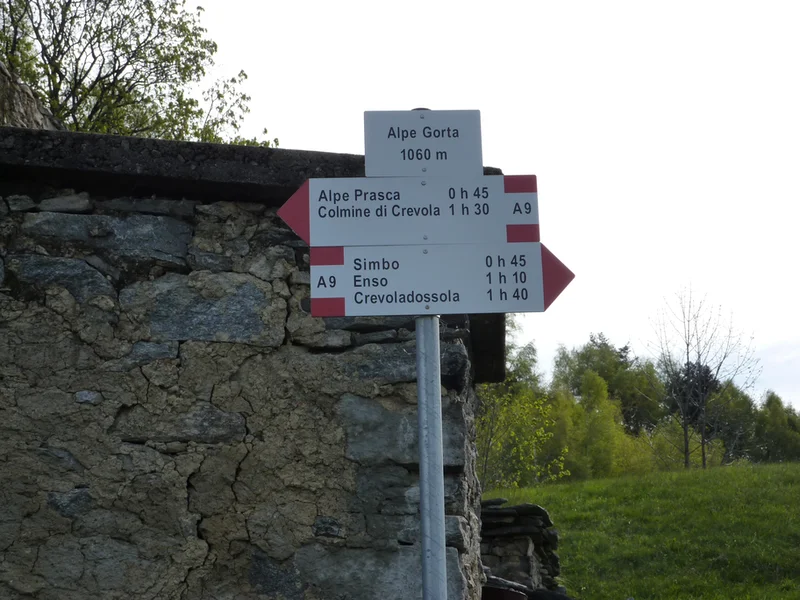 Alpe Gorta
1060 m
Alpe Prasca 0 h 45
Colmine di Crevola 1 h 30
A9
Simbo 0 h 45
A9 Enso 1 h 10
Crevoladossola 1 h 40